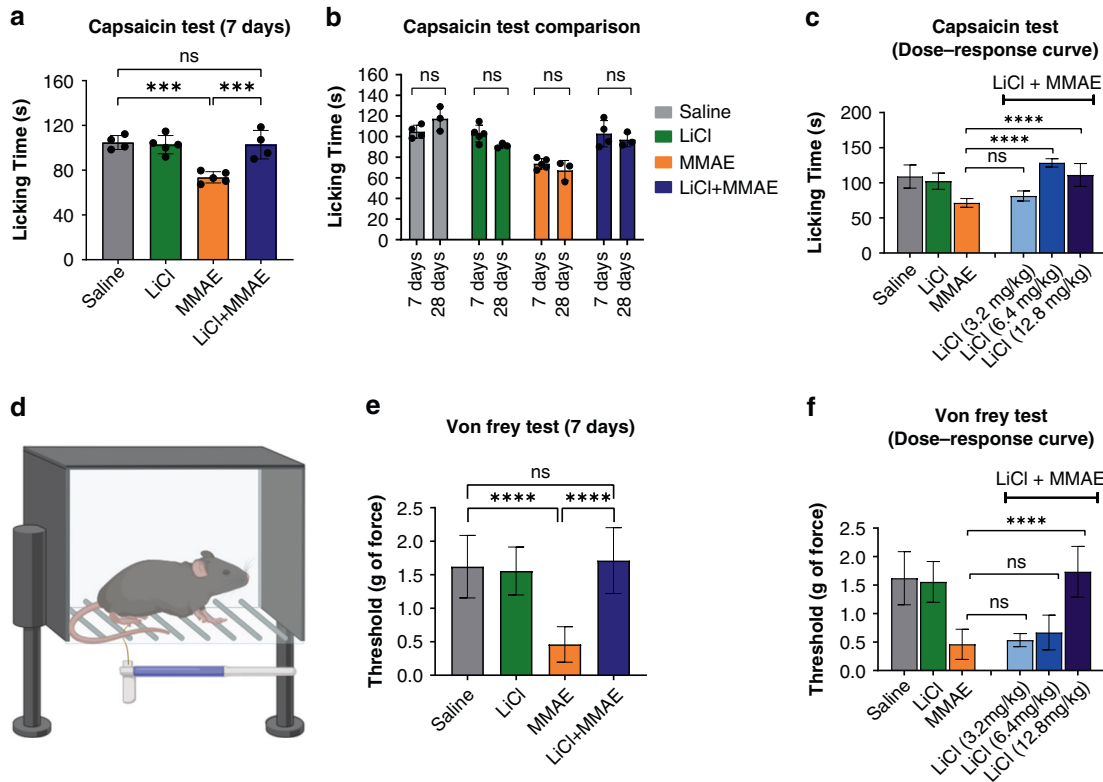 a
Capsaicin test (7 days)
ns
*** ***
Licking Time (s)
160
120
80
40
0
Saline
LiCl
MMAE
LiCl+MMAE
b
Capsaicin test comparison
ns ns ns ns
Licking Time (s)
160
140
120
100
80
60
40
20
0
7 days
28 days
7 days
28 days
7 days
28 days
7 days
28 days
Saline
LiCl
MMAE
LiCl+MMAE
c
Capsaicin test
(Dose–response curve)
LiCl + MMAE
****
****
ns
Licking Time (s)
200
150
100
50
0
Saline
LiCl
MMAE
LiCl (3.2 mg/kg)
LiCl (6.4 mg/kg)
LiCl (12.8 mg/kg)
d
e
Von frey test (7 days)
ns
**** ****
Threshold (g of force)
2.5
2.0
1.5
1.0
0.5
0.0
Saline
LiCl
MMAE
LiCl+MMAE
f
Von frey test
(Dose–response curve)
LiCl + MMAE
****
ns
ns
Threshold (g of force)
2.5
2.0
1.5
1.0
0.5
0.0
Saline
LiCl
MMAE
LiCl (3.2mg/kg)
LiCl (6.4mg/kg)
LiCl (12.8mg/kg)